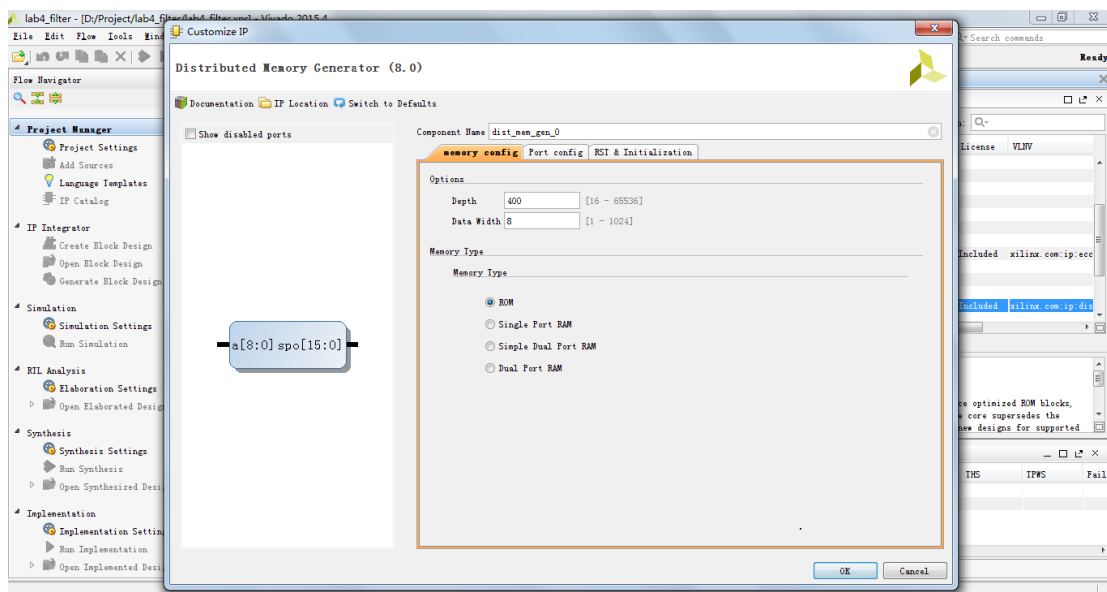 lab4_filter - [D:/Project/lab4_filter/lab4_filter.xpr] - Vivado 2015.4
File Edit Flow Tools Wind
Search commands
Ready
Flow Navigator
Project Manager
Project Settings
Add Sources
Language Templates
IP Catalog
IP Integrator
Create Block Design
Open Block Design
Generate Block Design
Simulation
Simulation Settings
Run Simulation
RTL Analysis
Elaboration Settings
Open Elaborated Desig
Synthesis
Synthesis Settings
Run Synthesis
Open Synthesized Desi
Implementation
Implementation Settin
Run Implementation
Open Implemented Desi
Customize IP
Distributed Memory Generator (8.0)
Documentation IP Location Switch to Defaults
Show disabled ports
a[8:0] spo[15:0]
Component Name dist_mem_gen_0
memory config Port config RST & Initialization
Options
Depth 400 [16 - 65536]
Data Width 8 [1 - 1024]
Memory Type
Memory Type
ROM
Single Port RAM
Simple Dual Port RAM
Dual Port RAM
OK Cancel
License VLNV
Included xilinx.com:ip:ecc
Included xilinx.com:ip:dis
ce optimized ROM blocks,
e core supersedes the
new designs for supported
THS TPWS Fail